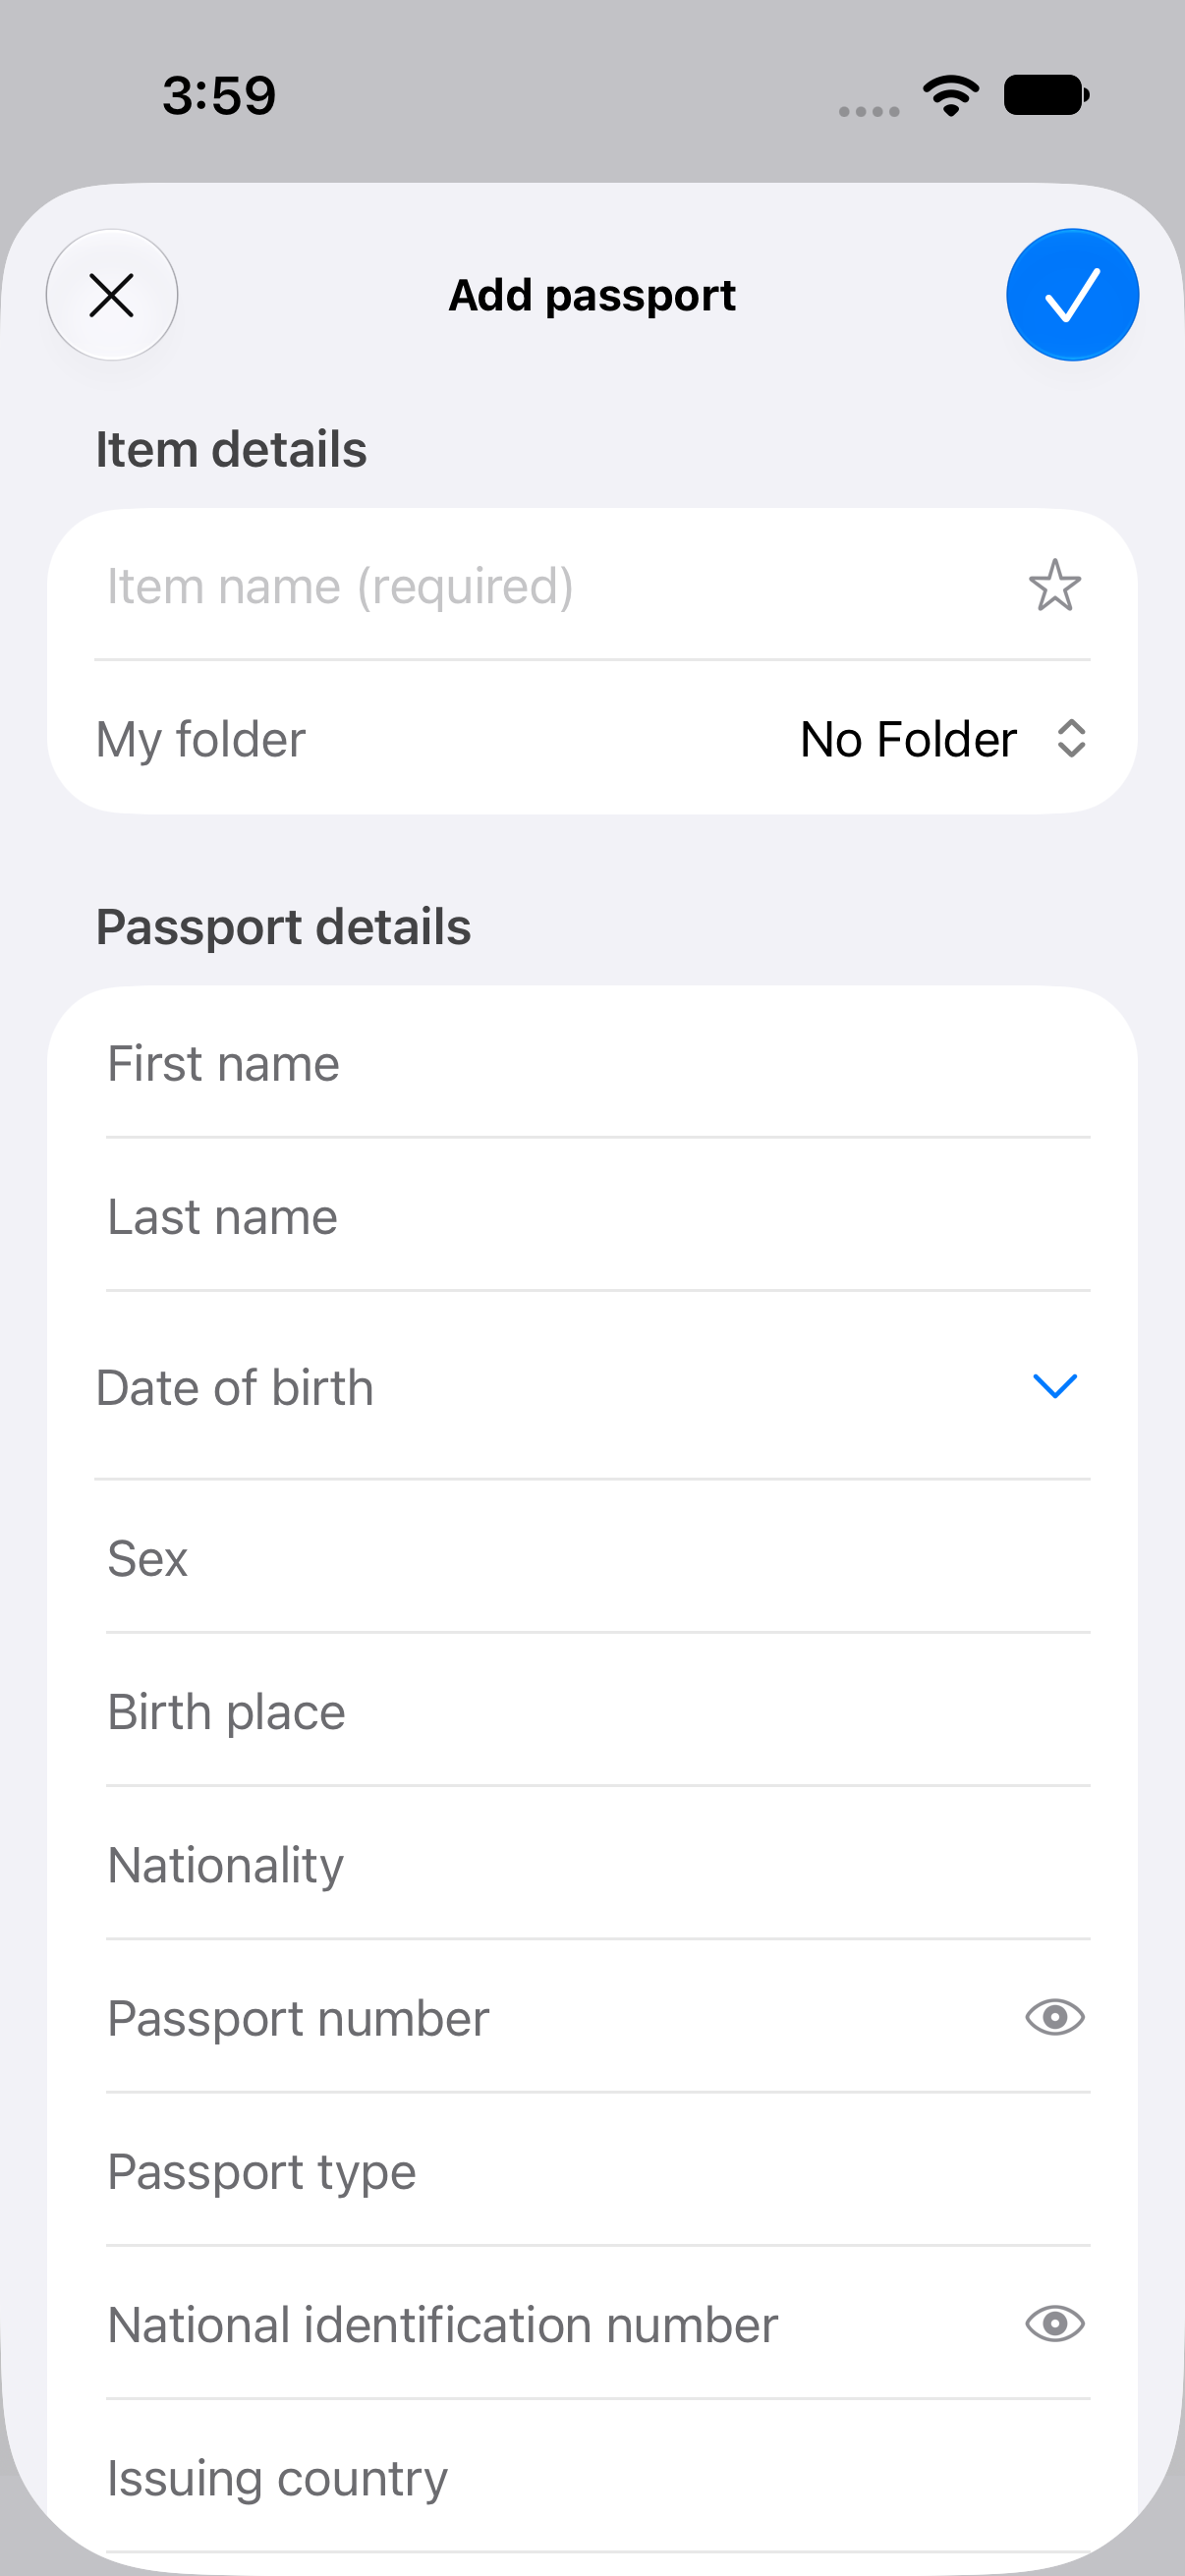 3:59
Add passport
Item details
Item name (required)
My folder No Folder
Passport details
First name
Last name
Date of birth
Sex
Birth place
Nationality
Passport number
Passport type
National identification number
Issuing country